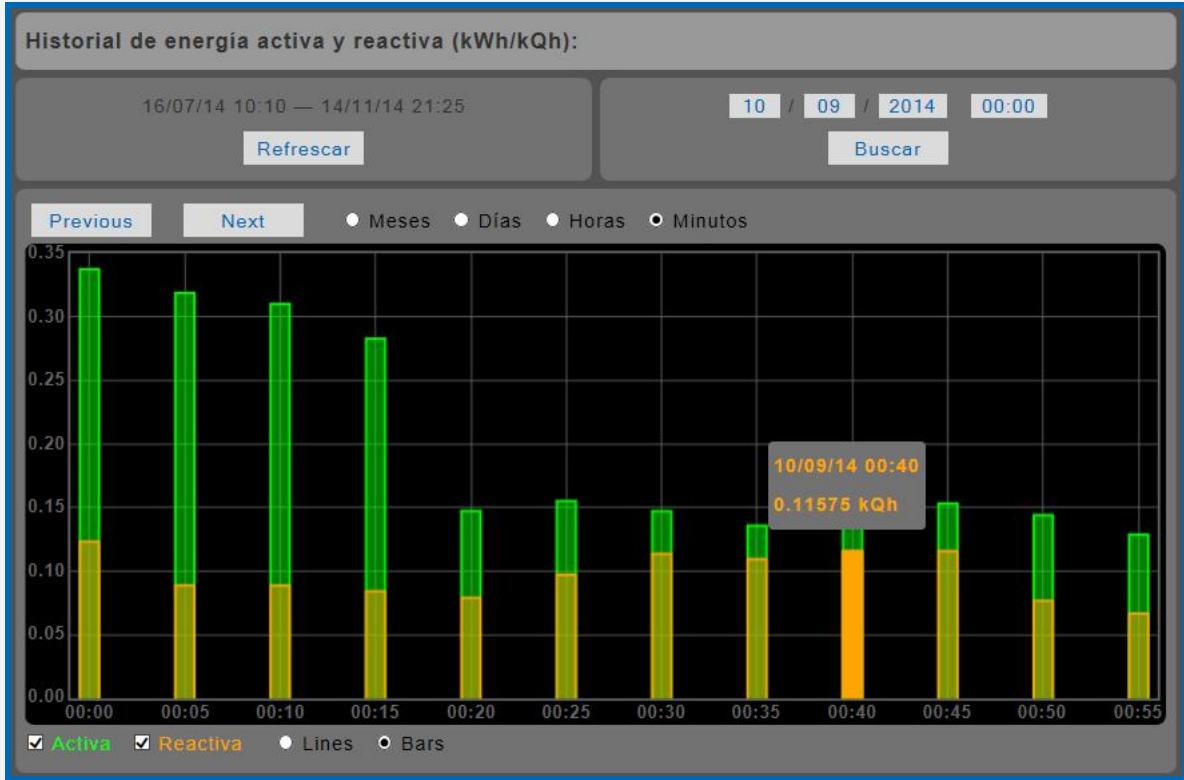 Historial de energía activa y reactiva (kWh/kQh):
16/07/14 10:10 — 14/11/14 21:25
Refrescar
10 / 09 / 2014 00:00
Buscar
Previous Next Meses Días Horas Minutos
0.35
0.30
0.25
0.20
0.15
0.10
0.05
0.00
10/09/14 00:40
0.11575 kQh
00:00 00:05 00:10 00:15 00:20 00:25 00:30 00:35 00:40 00:45 00:50 00:55
Activa Reactiva Lines Bars